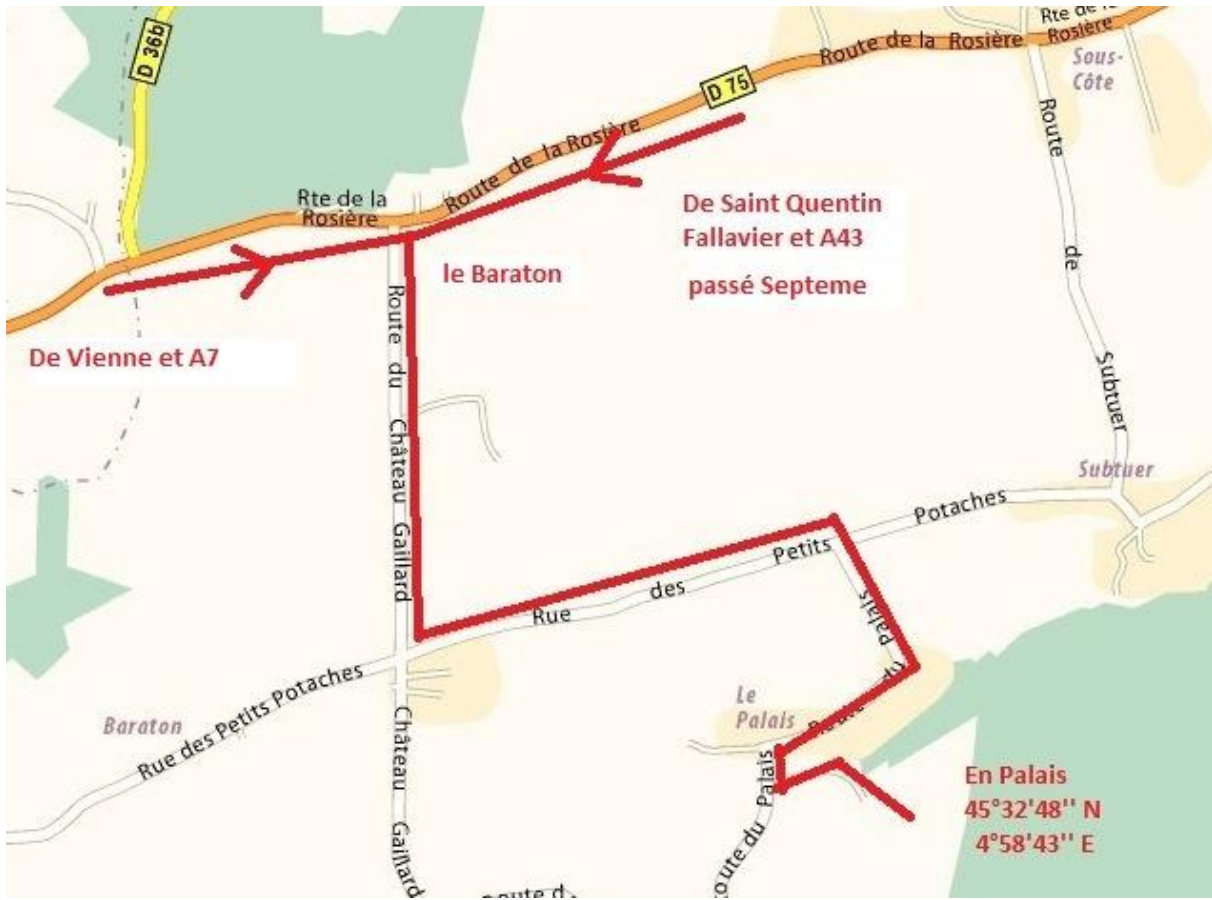 D 36b
Rte de la
Rosière
Route de la Rosière
Sous-
Côte
D 75
Route de la Rosière
Rte de la
Rosière
De Saint Quentin
Fallavier et A43
passé Septeme
le Baraton
De Vienne et A7
Route de Subtuer
Route du Château Gaillard
Subtuer
Rue des Petits Potaches
Route du Palais
Le
Palais
Baraton
Rue des Petits Potaches
Château Gaillard
Route du Palais
En Palais
45°32'48'' N
4°58'43'' E
Route d